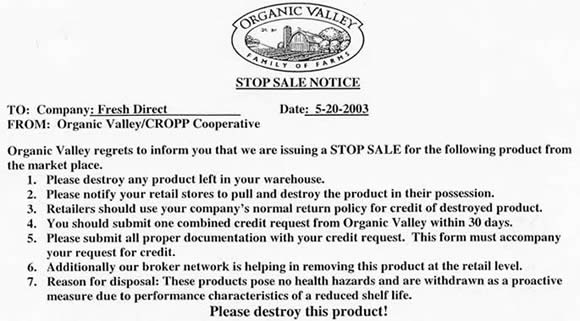 ORGANIC VALLEY
FAMILY OF FARMS
STOP SALE NOTICE
TO: Company: Fresh Direct Date: 5-20-2003
FROM: Organic Valley/CROPP Cooperative
Organic Valley regrets to inform you that we are issuing a STOP SALE for the following product from
the market place.
1. Please destroy any product left in your warehouse.
2. Please notify your retail stores to pull and destroy the product in their possession.
3. Retailers should use your company's normal return policy for credit of destroyed product.
4. You should submit one combined credit request from Organic Valley within 30 days.
5. Please submit all proper documentation with your credit request. This form must accompany
your request for credit.
6. Additionally our broker network is helping in removing this product at the retail level.
7. Reason for disposal: These products pose no health hazards and are withdrawn as a proactive
measure due to performance characteristics of a reduced shelf life.
Please destroy this product!